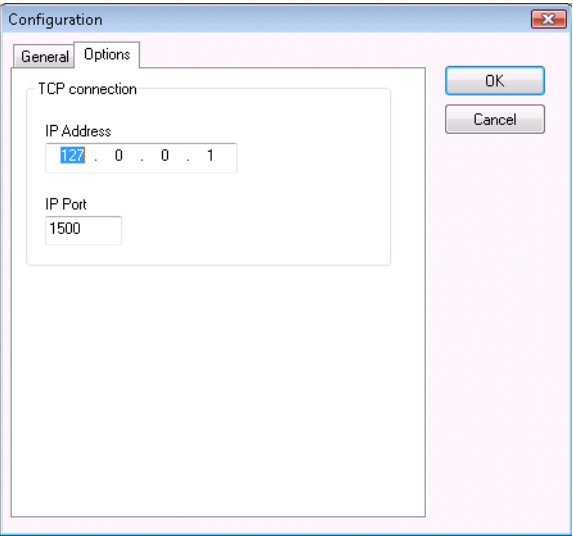 Configuration
General Options
TCP connection
IP Address
127 . 0 . 0 . 1
IP Port
1500
OK
Cancel